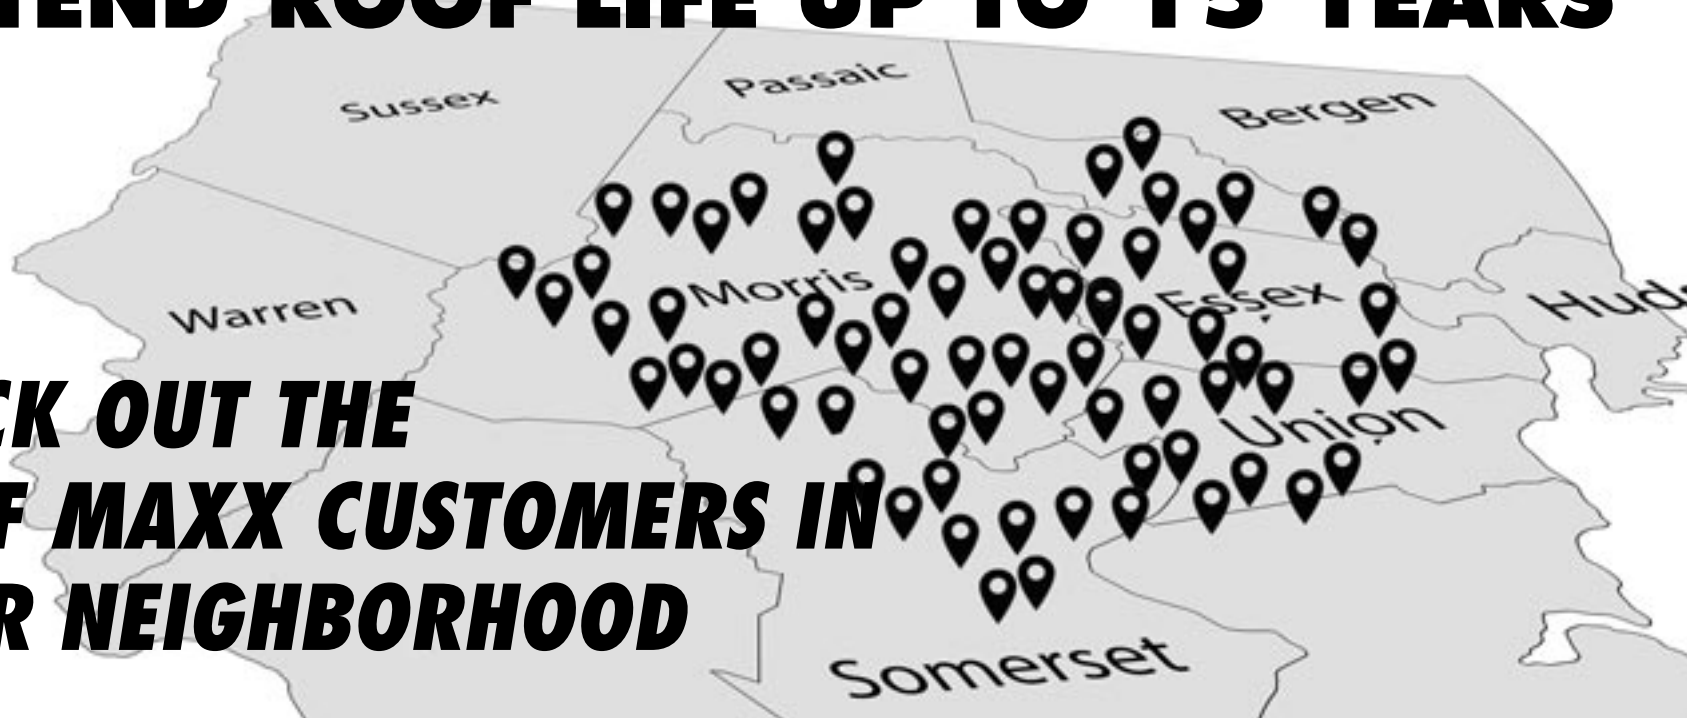 TEND ROOF LIFE UP TO 15 YEARS
Passaic
Sussex
Bergen
Morris
Essex
Warren
Huds
CK OUT THE
Union
F MAXX CUSTOMERS IN
R NEIGHBORHOOD
Somerset